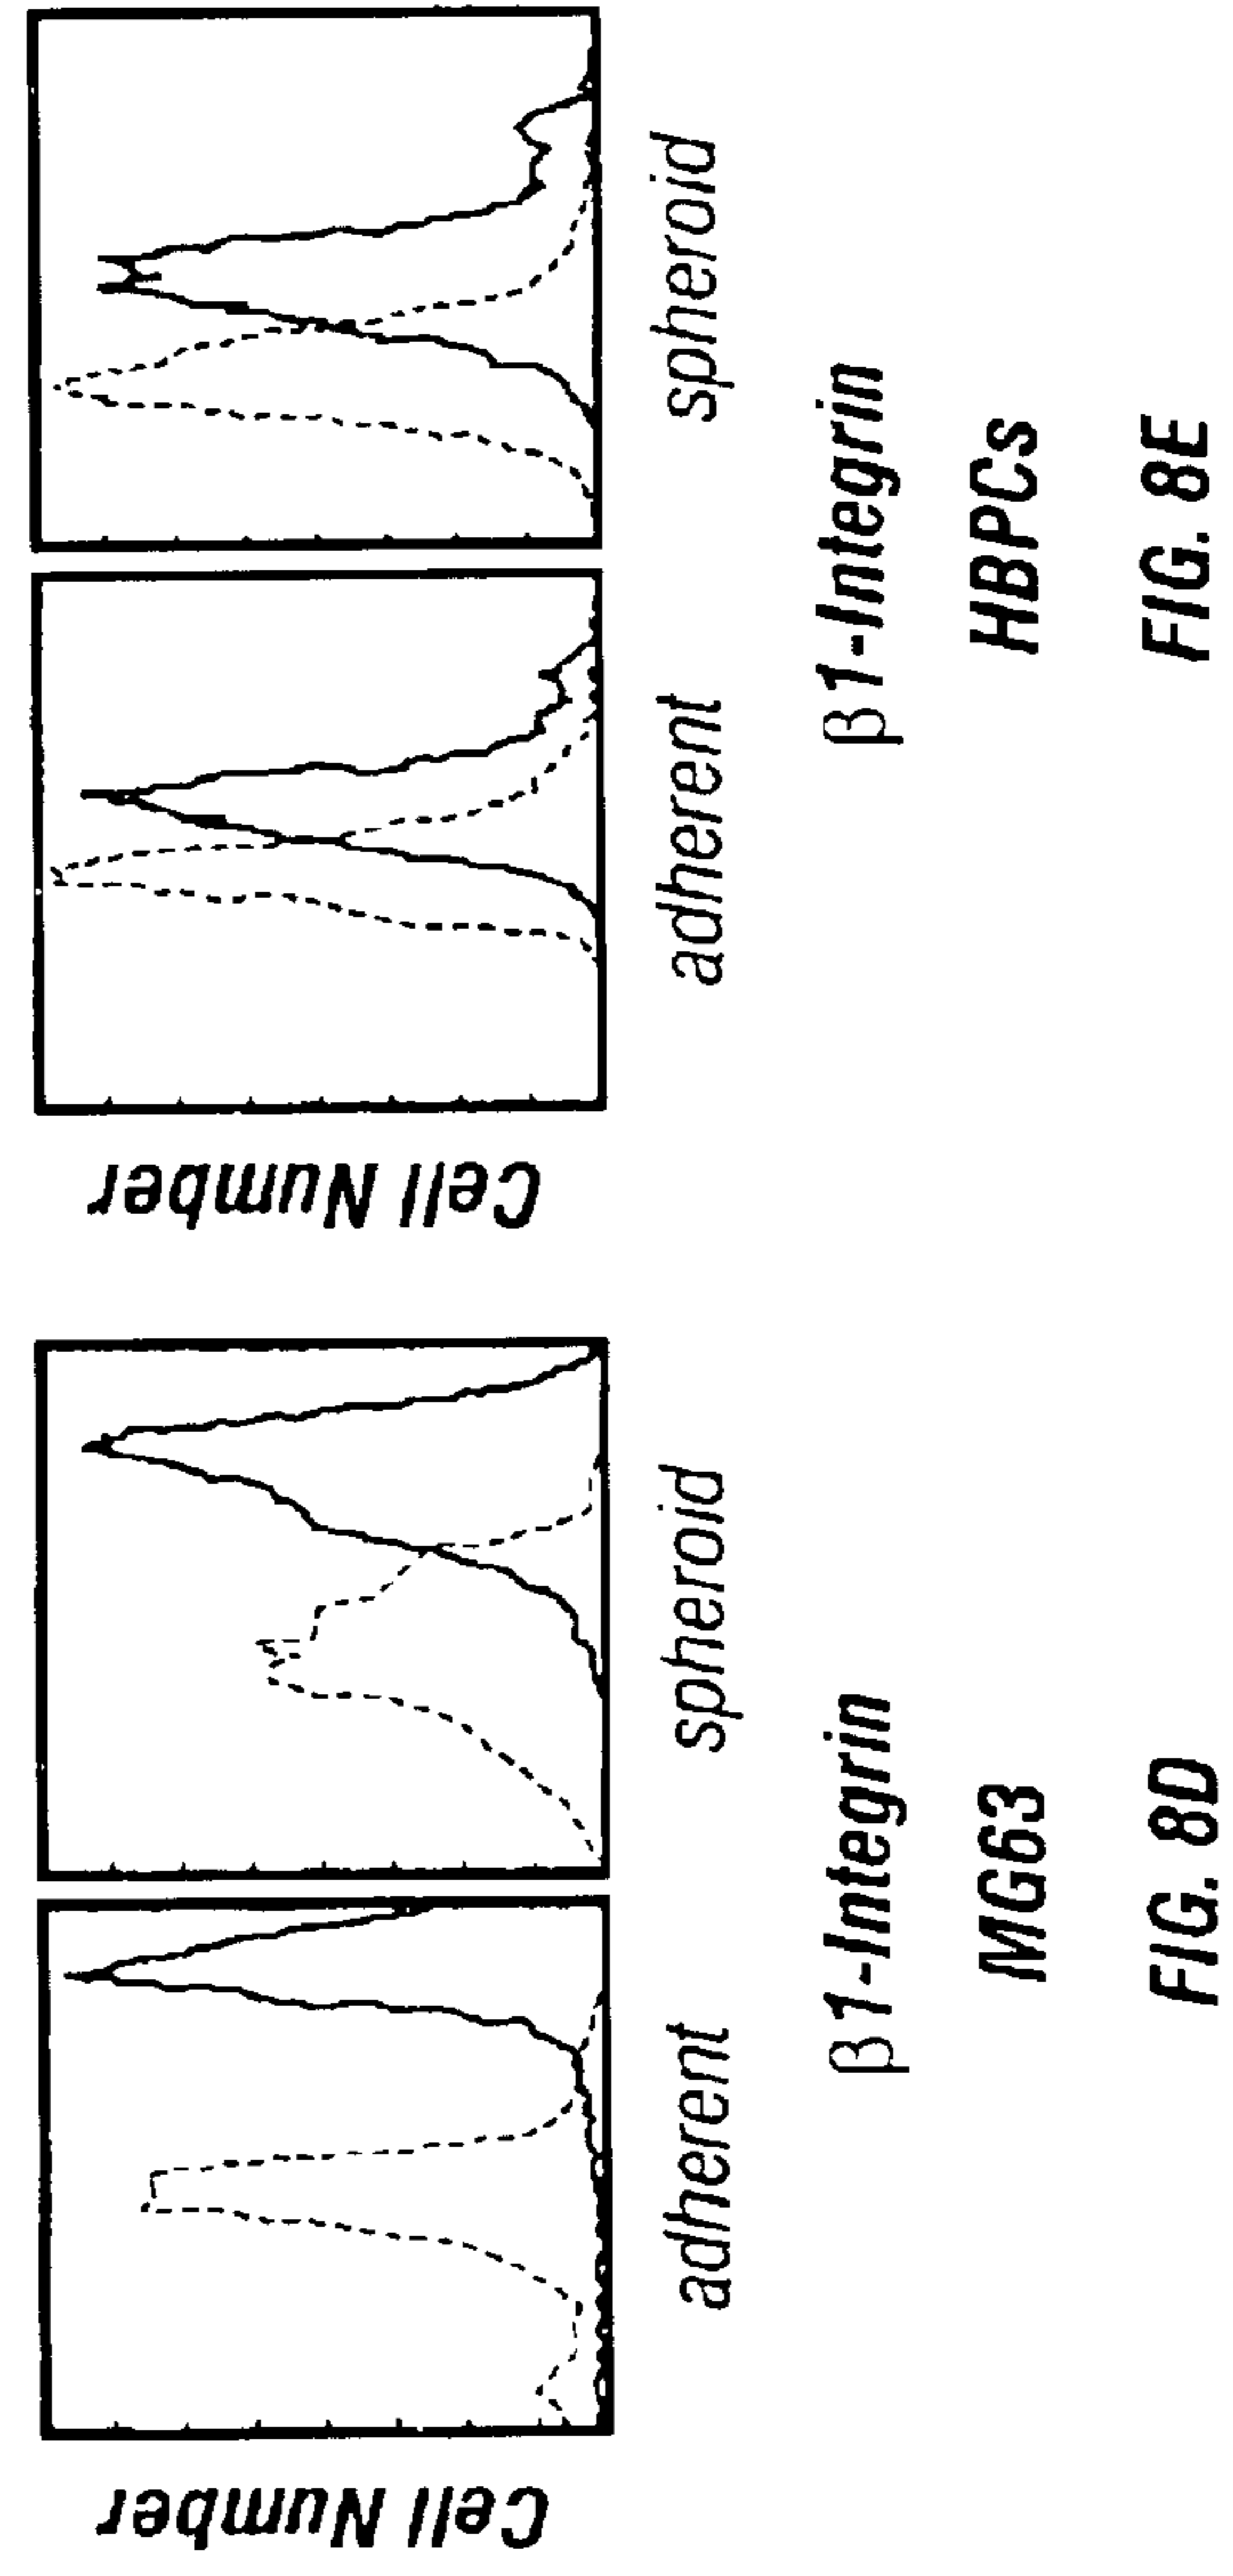 Cell Number
adherent
spheroid
β1-Integrin
MG63
FIG. 8D
Cell Number
adherent
spheroid
β1-Integrin
HBPCs
FIG. 8E